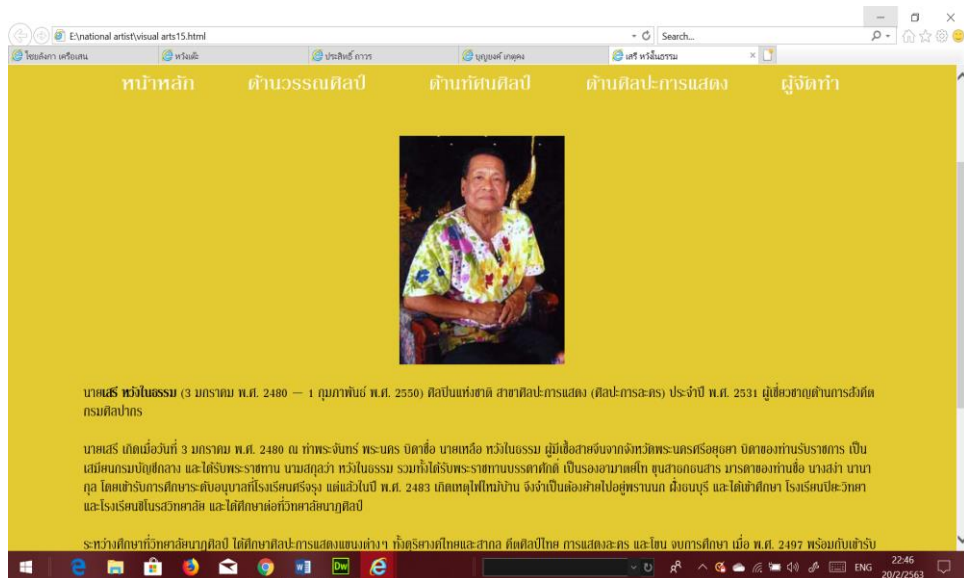 E:\national artist\visual arts15.html
Search...
ไชยลังกา เครือเสน
หวังเต๊ะ
ประสิทธิ์ ถาวร
บุญยงค์ เกตุคง
เสรี หวังในธรรม
หน้าหลัก ด้านวรรณศิลป์ ด้านทัศนศิลป์ ด้านศิลปะการแสดง ผู้จัดทำ
นายเสรี หวังในธรรม (3 มกราคม พ.ศ. 2480 — 1 กุมภาพันธ์ พ.ศ. 2550) ศิลปินแห่งชาติ สาขาศิลปะการแสดง (ศิลปะการละคร) ประจำปี พ.ศ. 2531 ผู้เชี่ยวชาญด้านการสังคีต
กรมศิลปากร
นายเสรี เกิดเมื่อวันที่ 3 มกราคม พ.ศ. 2480 ณ ท่าพระจันทร์ พระนคร บิดาชื่อ นายเหลือ หวังในธรรม ผู้มีเชื้อสายจีนจากจังหวัดพระนครศรีอยุธยา บิดาของท่านรับราชการ เป็น
เสมียนกรมบัญชีกลาง และได้รับพระราชทาน นามสกุลว่า หวังในธรรม รวมทั้งได้รับพระราชทานบรรดาศักดิ์ เป็นรองอำมาตย์โท ขุนสารถธนสาร มารดาของท่านชื่อ นางสง่า นานา
กุล โดยเข้ารับการศึกษาระดับอนุบาลที่โรงเรียนศรีจรุง แต่แล้วในปี พ.ศ. 2483 เกิดเหตุไฟไหม้บ้าน จึงจำเป็นต้องย้ายไปอยู่พรานนก ฝั่งธนบุรี และได้เข้าศึกษา โรงเรียนปิยะวิทยา
และโรงเรียนชิโนรสวิทยาลัย และได้ศึกษาต่อที่วิทยาลัยนาฏศิลป์
ระหว่างศึกษาที่วิทยาลัยนาฏศิลป์ ได้ศึกษาศิลปะการแสดงแขนงต่างๆ ทั้งดุริยางค์ไทยและสากล คีตศิลป์ไทย การแสดงละคร และโขน จบการศึกษา เมื่อ พ.ศ. 2497 พร้อมกับเข้ารับ
ENG
22:46
20/2/2563